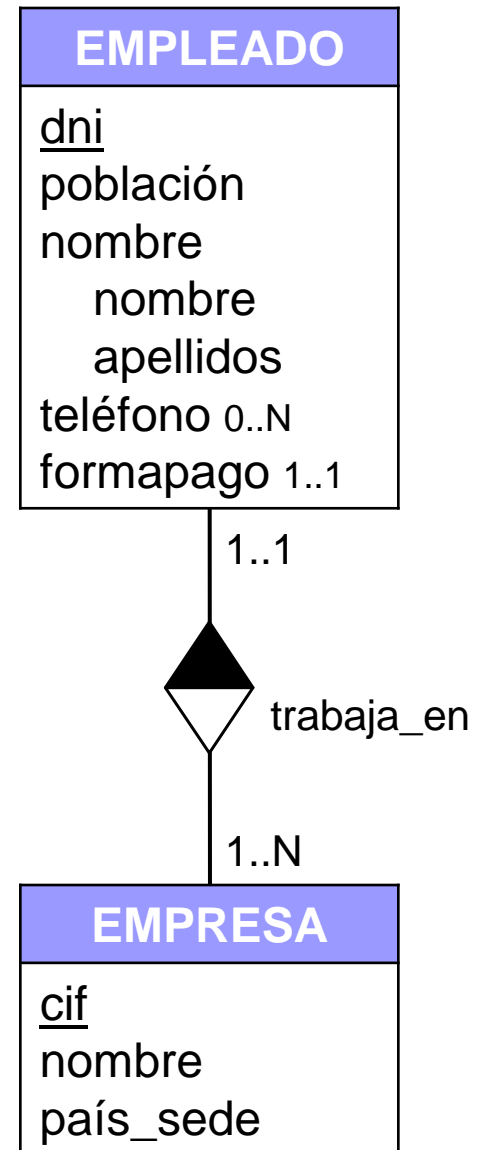 EMPLEADO
dni
población
nombre
nombre
apellidos
teléfono 0..N
formapago 1..1
1..1
trabaja_en
1..N
EMPRESA
cif
nombre
país_sede